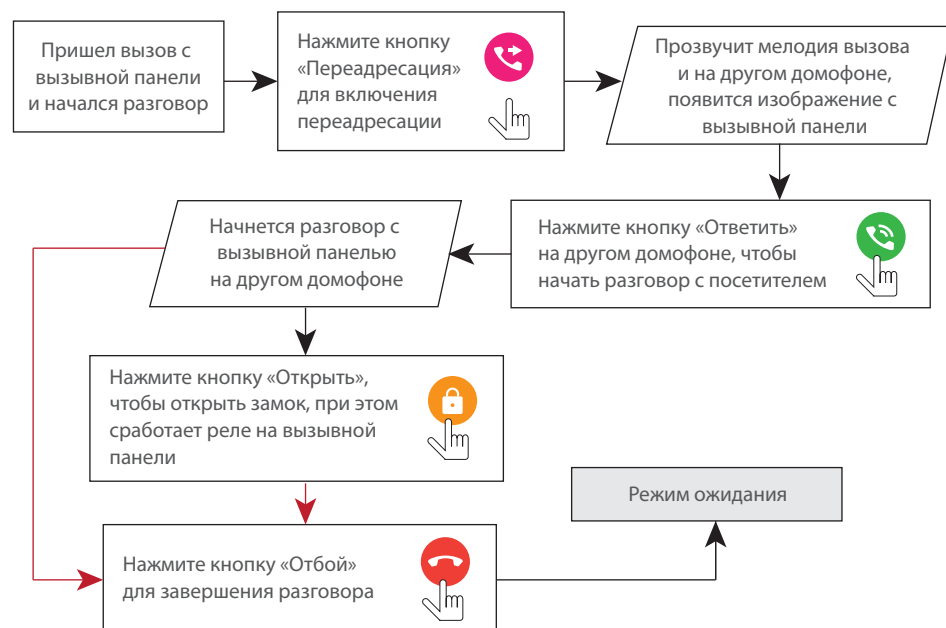 Пришел вызов с
вызывной панели
и начался разговор
Нажмите кнопку
«Переадресация»
для включения
переадресации
Прозвучит мелодия вызова
и на другом домофоне,
появится изображение с
вызывной панели
Начнется разговор с
вызывной панелью
на другом домофоне
Нажмите кнопку «Ответить»
на другом домофоне, чтобы
начать разговор с посетителем
Нажмите кнопку «Открыть»,
чтобы открыть замок, при этом
сработает реле на вызывной
панели
Режим ожидания
Нажмите кнопку «Отбой»
для завершения разговора